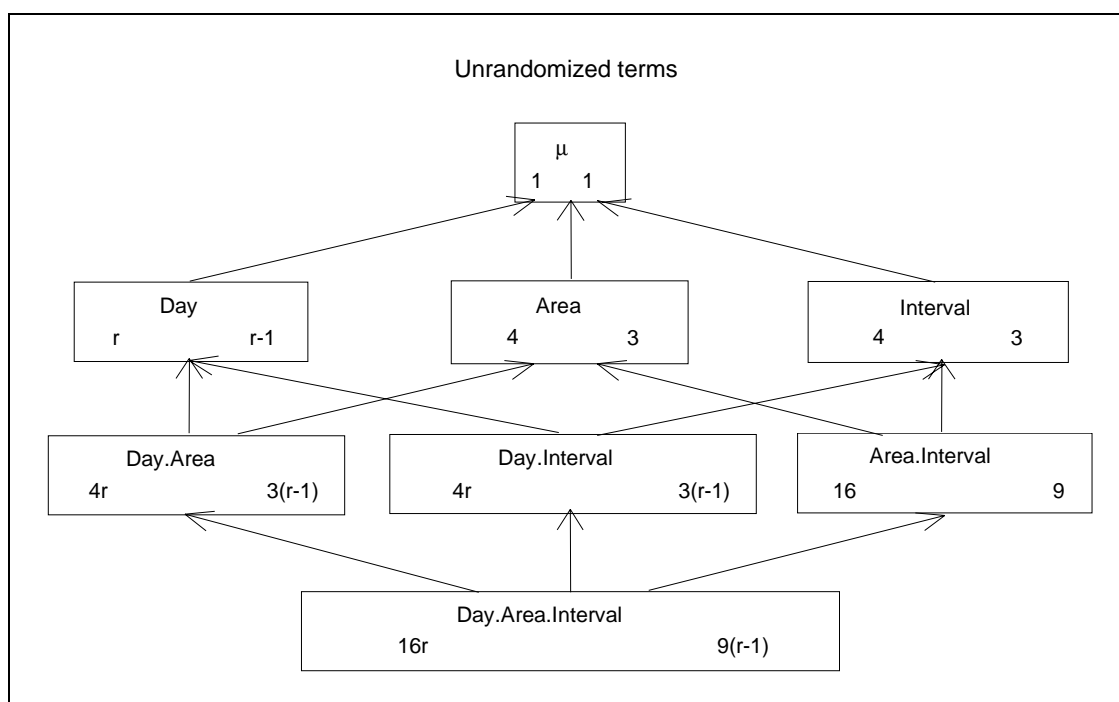 Unrandomized terms
μ
1 1
Day Area Interval
r r-1 4 3 4 3
Day.Area Day.Interval Area.Interval
4r 3(r-1) 4r 3(r-1) 16 9
Day.Area.Interval
16r 9(r-1)